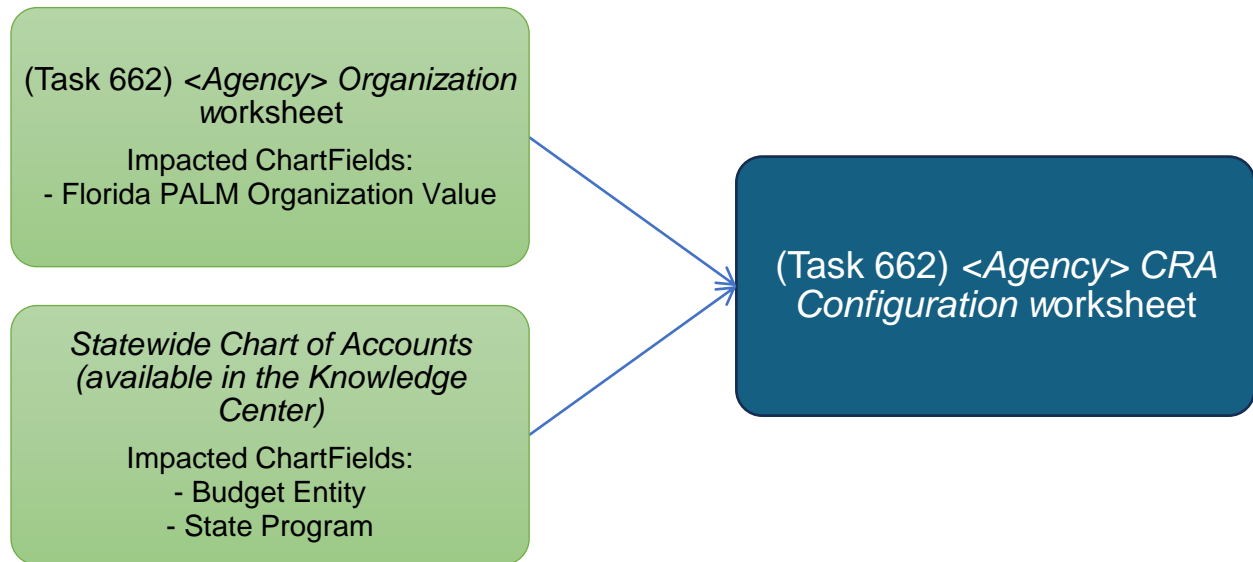 (Task 662) <Agency> Organization
worksheet
Impacted ChartFields:
- Florida PALM Organization Value
Statewide Chart of Accounts
(available in the Knowledge
Center)
Impacted ChartFields:
- Budget Entity
- State Program
(Task 662) <Agency> CRA
Configuration worksheet